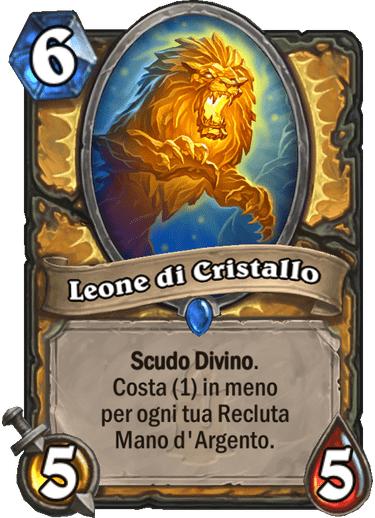 6
Leone di Cristallo
Scudo Divino.
Costa (1) in meno
per ogni tua Recluta
Mano d'Argento.
5 5